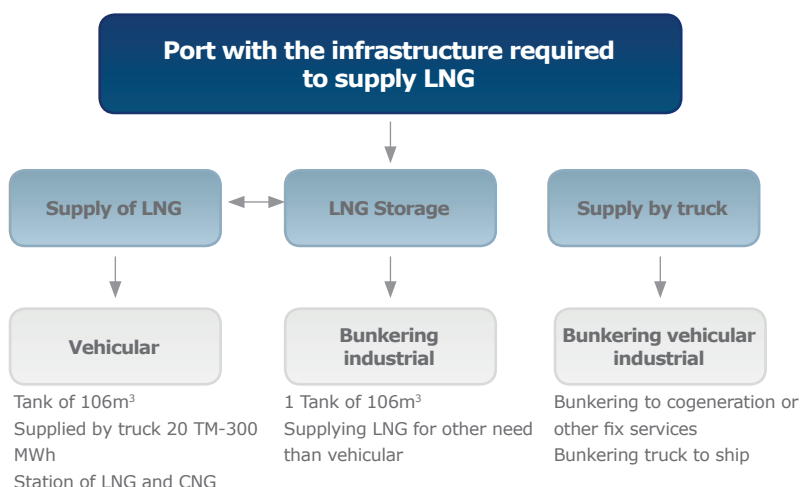 Port with the infrastructure required
to supply LNG
Supply of LNG
LNG Storage
Supply by truck
Vehicular
Bunkering
industrial
Bunkering vehicular
industrial
Tank of 106m³
Supplied by truck 20 TM-300
MWh
Station of LNG and CNG
1 Tank of 106m³
Supplying LNG for other need
than vehicular
Bunkering to cogeneration or
other fix services
Bunkering truck to ship